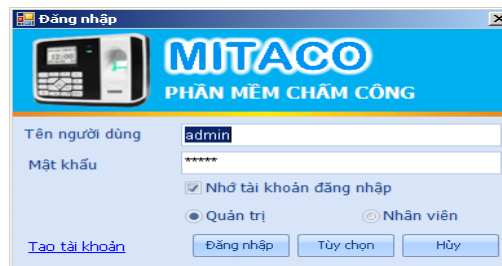 Đăng nhập
MITACO
PHẦN MỀM CHẤM CÔNG
Tên người dùng admin
Mật khẩu *****
Nhớ tài khoản đăng nhập
Quản trị Nhân viên
Tạo tài khoản Đăng nhập Tùy chọn Hủy